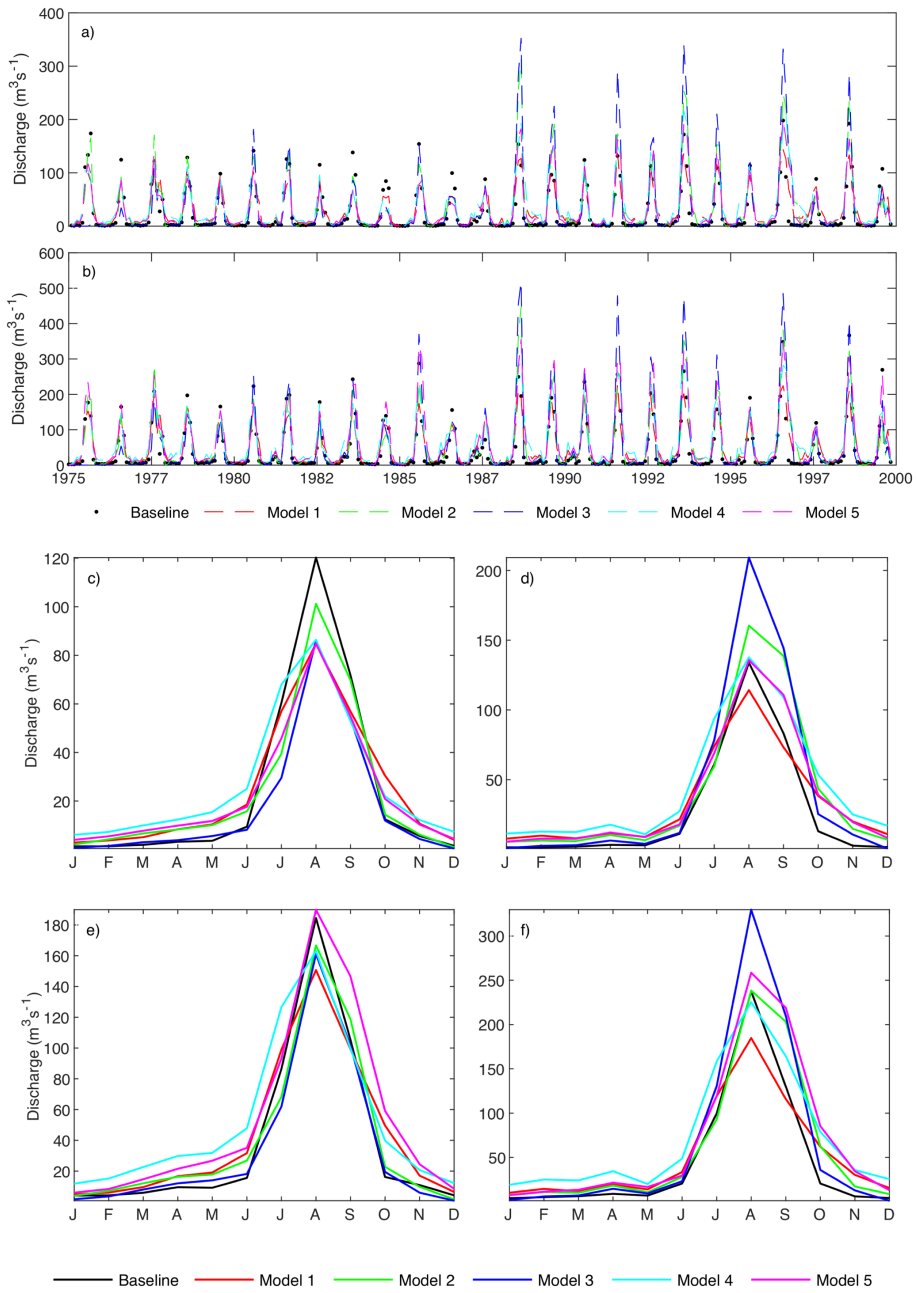 400
a)
300
200
100
0
Discharge (m³s⁻¹)
600
b)
500
400
300
200
100
0
Discharge (m³s⁻¹)
1975 1977 1980 1982 1985 1987 1990 1992 1995 1997 2000
Baseline Model 1 Model 2 Model 3 Model 4 Model 5
120
c)
100
80
60
40
20
Discharge (m³s⁻¹)
J F M A M J J A S O N D
200
d)
150
100
50
J F M A M J J A S O N D
180
e)
160
140
120
100
80
60
40
20
Discharge (m³s⁻¹)
J F M A M J J A S O N D
300
f)
250
200
150
100
50
J F M A M J J A S O N D
Baseline Model 1 Model 2 Model 3 Model 4 Model 5